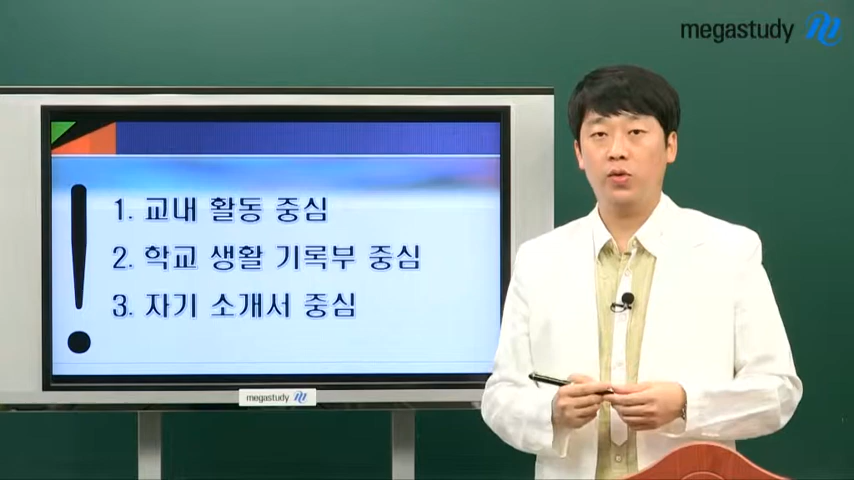 megastudy
1. 교내 활동 중심
2. 학교 생활 기록부 중심
3. 자기 소개서 중심
megastudy